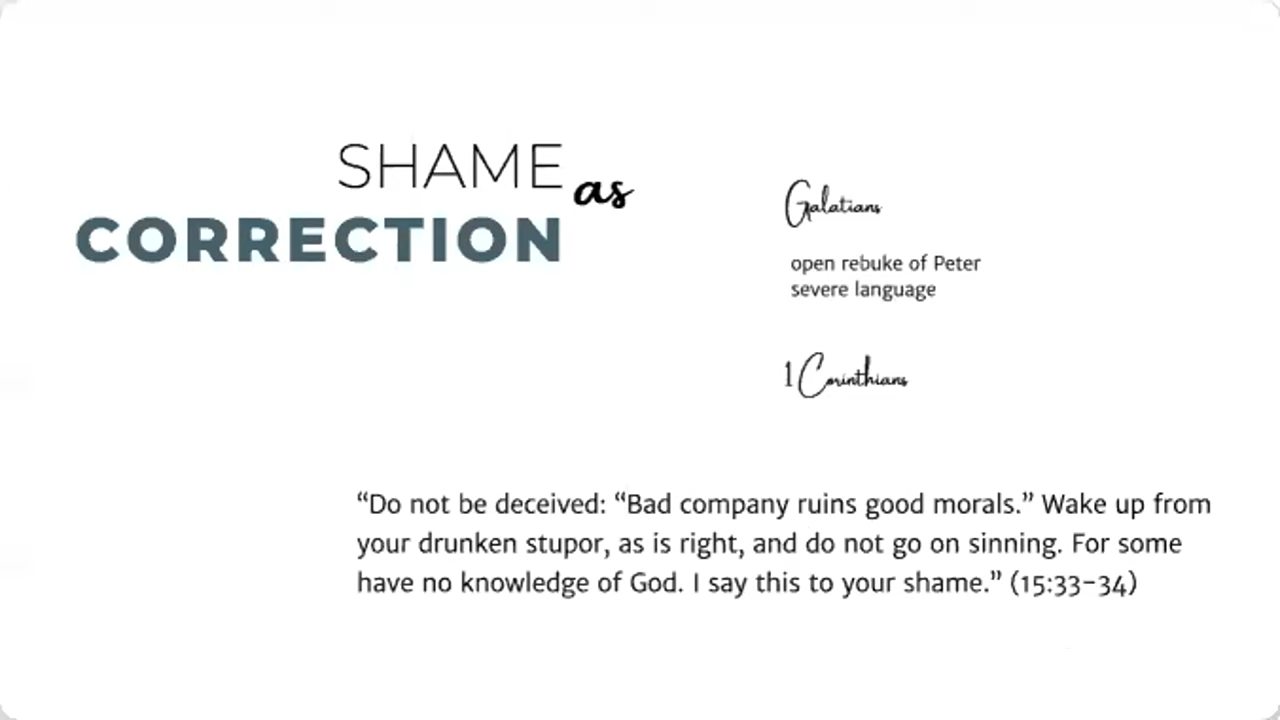 SHAME as
CORRECTION
Galatians
open rebuke of Peter
severe language
1 Corinthians
“Do not be deceived: “Bad company ruins good morals.” Wake up from
your drunken stupor, as is right, and do not go on sinning. For some
have no knowledge of God. I say this to your shame.” (15:33–34)